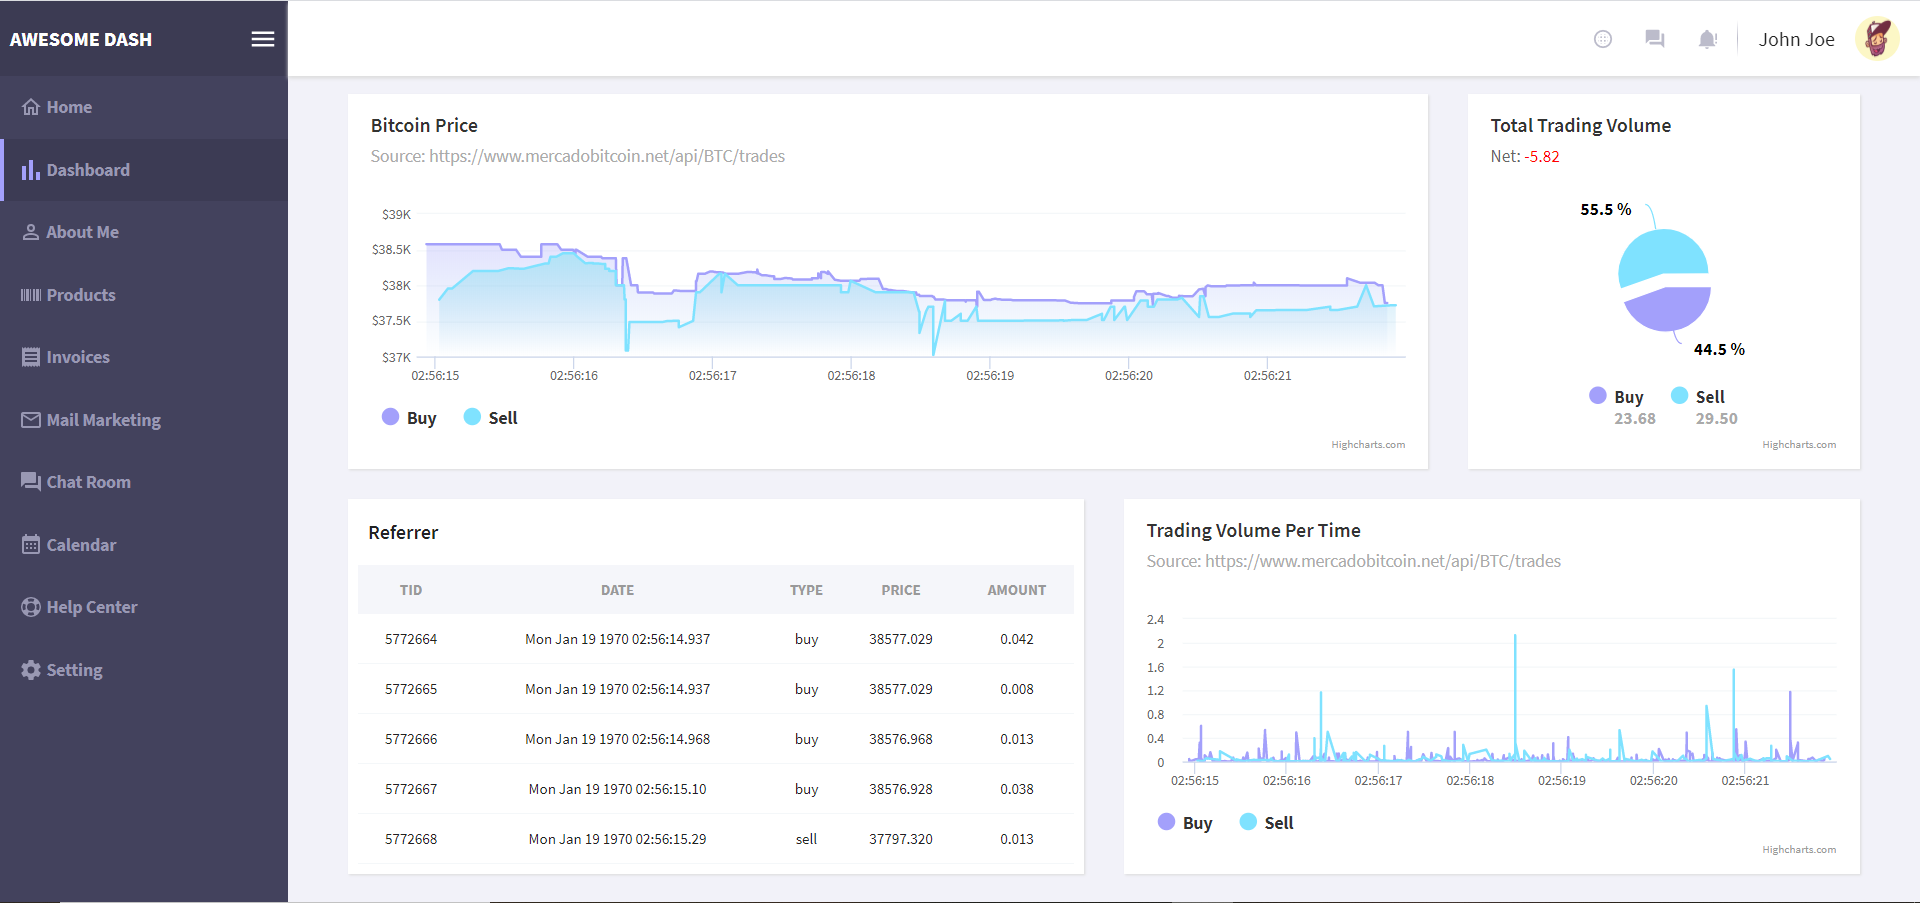 AWESOME DASH
John Joe
Home
Dashboard
About Me
Products
Invoices
Mail Marketing
Chat Room
Calendar
Help Center
Setting
Bitcoin Price
Source: https://www.mercadobitcoin.net/api/BTC/trades
$39K
$38.5K
$38K
$37.5K
$37K
02:56:15 02:56:16 02:56:17 02:56:18 02:56:19 02:56:20 02:56:21
Buy Sell
Highcharts.com
Total Trading Volume
Net: -5.82
55.5 %
44.5 %
Buy Sell
23.68 29.50
Highcharts.com
Referrer
TID DATE TYPE PRICE AMOUNT
5772664 Mon Jan 19 1970 02:56:14.937 buy 38577.029 0.042
5772665 Mon Jan 19 1970 02:56:14.937 buy 38577.029 0.008
5772666 Mon Jan 19 1970 02:56:14.968 buy 38576.968 0.013
5772667 Mon Jan 19 1970 02:56:15.10 buy 38576.928 0.038
5772668 Mon Jan 19 1970 02:56:15.29 sell 37797.320 0.013
Trading Volume Per Time
Source: https://www.mercadobitcoin.net/api/BTC/trades
2.4
2
1.6
1.2
0.8
0.4
0
02:56:15 02:56:16 02:56:17 02:56:18 02:56:19 02:56:20 02:56:21
Buy Sell
Highcharts.com